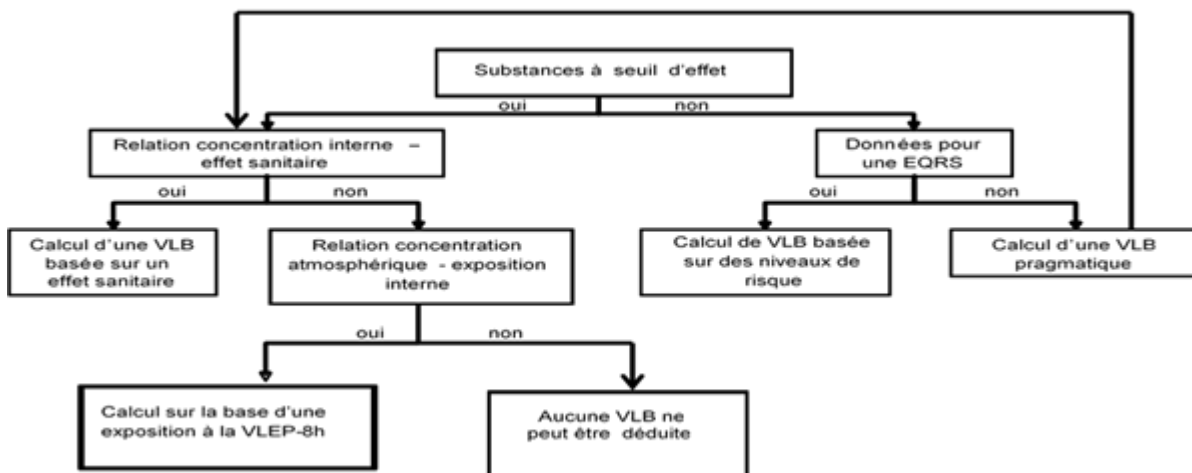 Substances à seuil d'effet
oui
non
Relation concentration interne –
effet sanitaire
Données pour
une EQRS
oui
non
oui
non
Calcul d'une VLB
basée sur un
effet sanitaire
Relation concentration
atmosphérique - exposition
interne
Calcul de VLB basée
sur des niveaux de
risque
Calcul d'une VLB
pragmatique
oui
non
Calcul sur la base d'une
exposition à la VLEP-8h
Aucune VLB ne
peut être déduite